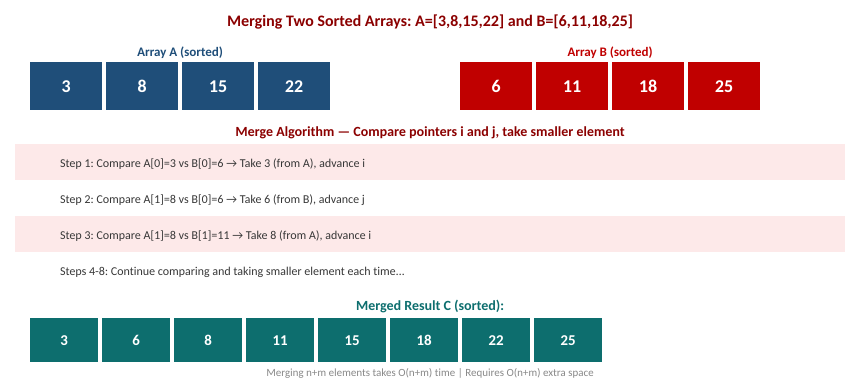 Merging Two Sorted Arrays: A=[3,8,15,22] and B=[6,11,18,25]
Array A (sorted) Array B (sorted)
3 8 15 22 6 11 18 25
Merge Algorithm — Compare pointers i and j, take smaller element
Step 1: Compare A[0]=3 vs B[0]=6 → Take 3 (from A), advance i
Step 2: Compare A[1]=8 vs B[0]=6 → Take 6 (from B), advance j
Step 3: Compare A[1]=8 vs B[1]=11 → Take 8 (from A), advance i
Steps 4-8: Continue comparing and taking smaller element each time...
Merged Result C (sorted):
3 6 8 11 15 18 22 25
Merging n+m elements takes O(n+m) time | Requires O(n+m) extra space